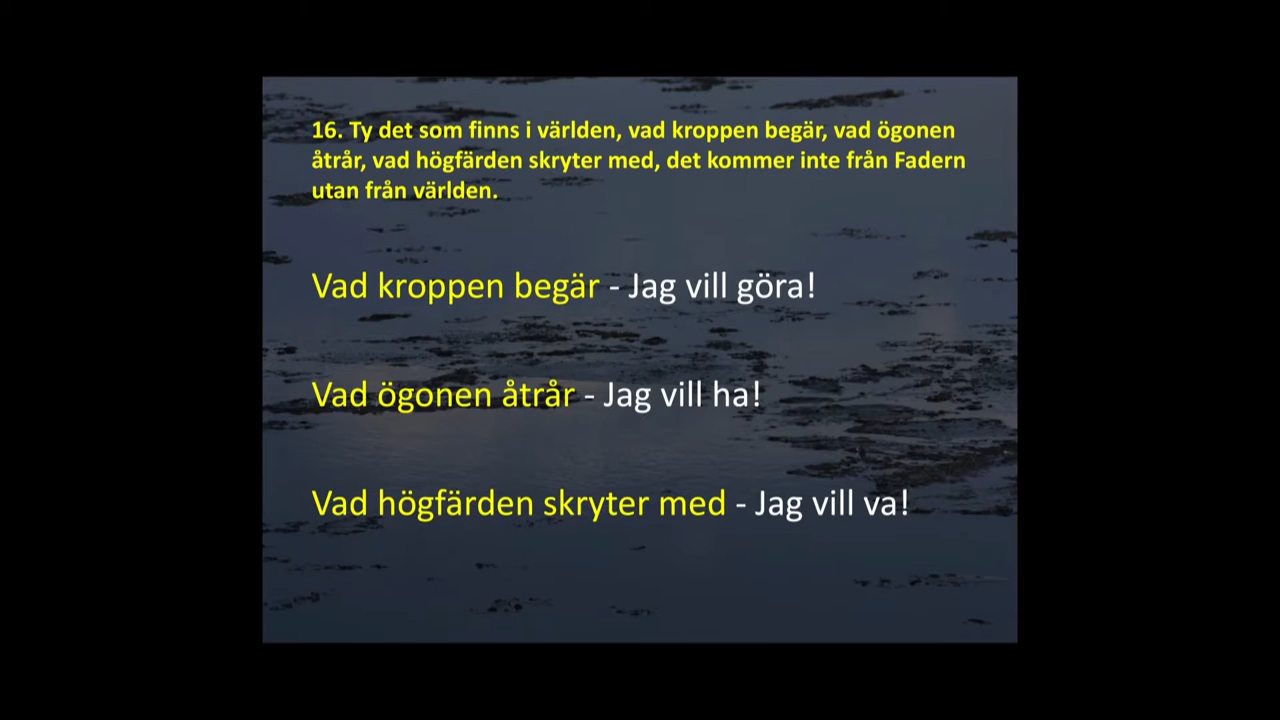 16. Ty det som finns i världen, vad kroppen begär, vad ögonen
åtrår, vad högfärden skryter med, det kommer inte från Fadern
utan från världen.
Vad kroppen begär - Jag vill göra!
Vad ögonen åtrår - Jag vill ha!
Vad högfärden skryter med - Jag vill va!